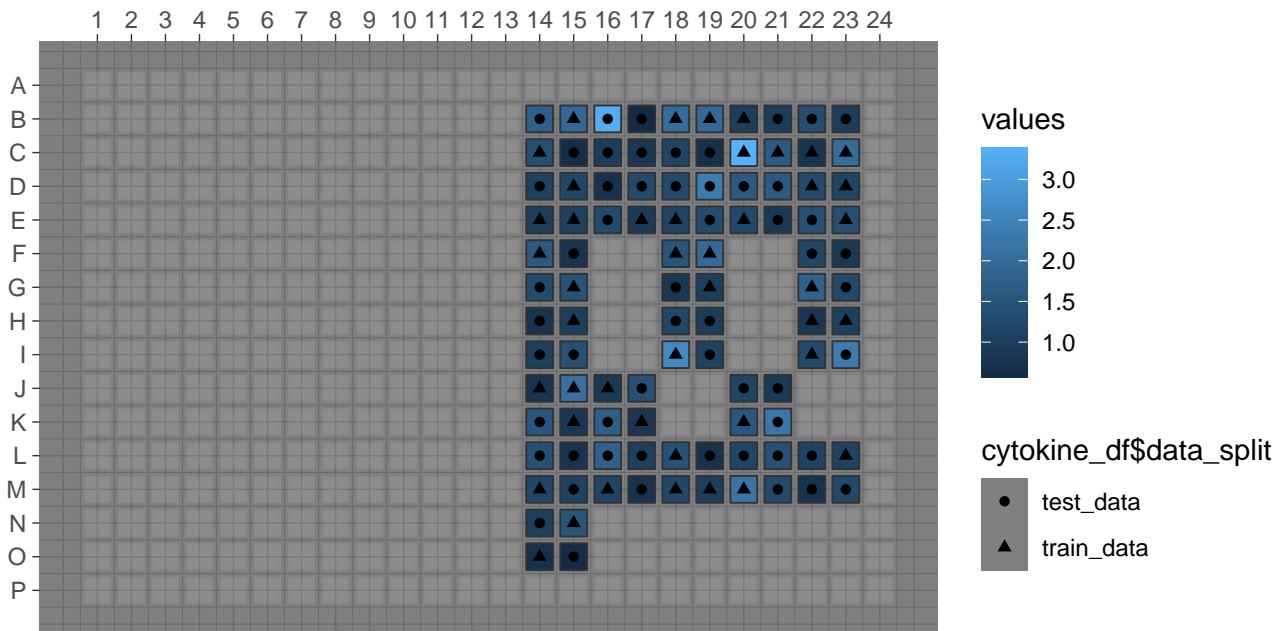 1 2 3 4 5 6 7 8 9 10 11 12 13 14 15 16 17 18 19 20 21 22 23 24
A
B
C
D
E
F
G
H
I
J
K
L
M
N
O
P
values
3.0
2.5
2.0
1.5
1.0
cytokine_df$data_split
test_data
train_data